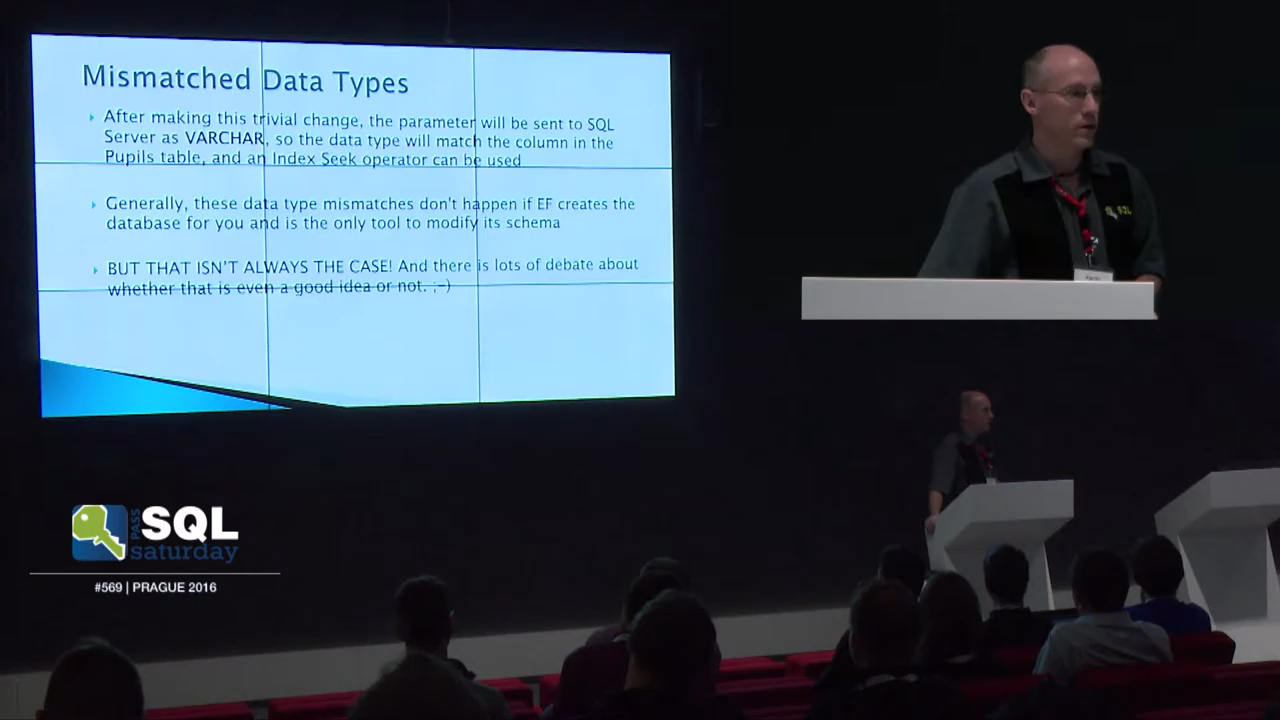 Mismatched Data Types
After making this trivial change, the parameter will be sent to SQL
Server as VARCHAR, so the data type will match the column in the
Pupils table, and an Index Seek operator can be used
Generally, these data type mismatches don't happen if EF creates the
database for you and is the only tool to modify its schema
BUT THAT ISN'T ALWAYS THE CASE! And there is lots of debate about
whether that is even a good idea or not. ;-)
SQL
PASS
SQL
saturday
#569 | PRAGUE 2016